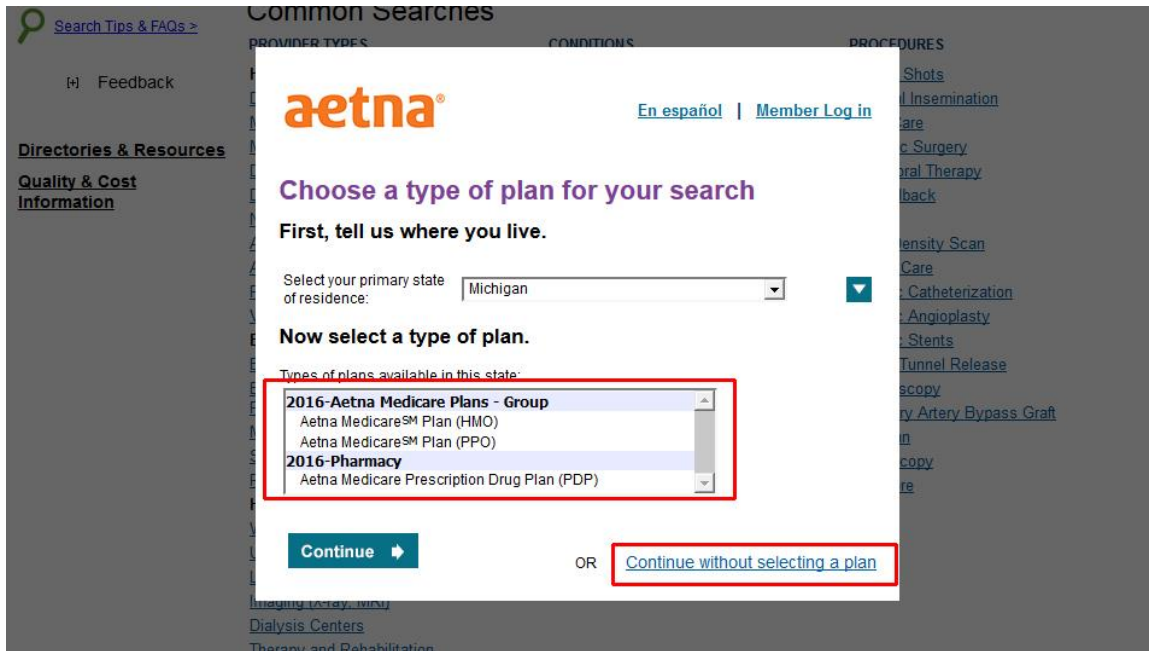 Common Searches
Search Tips & FAQs >
PROVIDER TYPES
CONDITIONS
PROCEDURES
[+] Feedback
Directories & Resources
Quality & Cost
Information
aetna®
En español | Member Log in
Choose a type of plan for your search
First, tell us where you live.
Select your primary state
of residence:
Michigan
Now select a type of plan.
Types of plans available in this state:
2016-Aetna Medicare Plans - Group
Aetna Medicare℠ Plan (HMO)
Aetna Medicare℠ Plan (PPO)
2016-Pharmacy
Aetna Medicare Prescription Drug Plan (PDP)
Continue
OR
Continue without selecting a plan
Shots
Insemination
Care
Surgery
Therapy
Density Scan
Care
Catheterization
Angioplasty
Stents
Tunnel Release
Artery Bypass Graft
Imaging (X-ray, MRI)
Dialysis Centers
Therapy and Rehabilitation